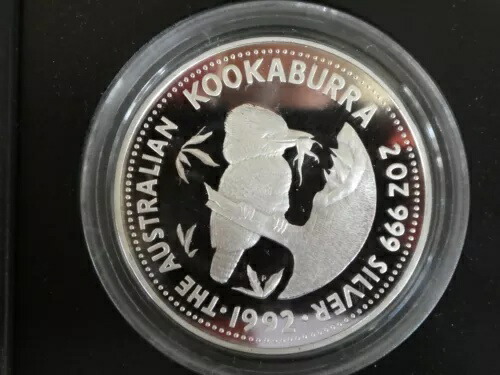 · THE AUSTRALIAN KOOKABURRA 2 OZ 999 SILVER · 1992
P